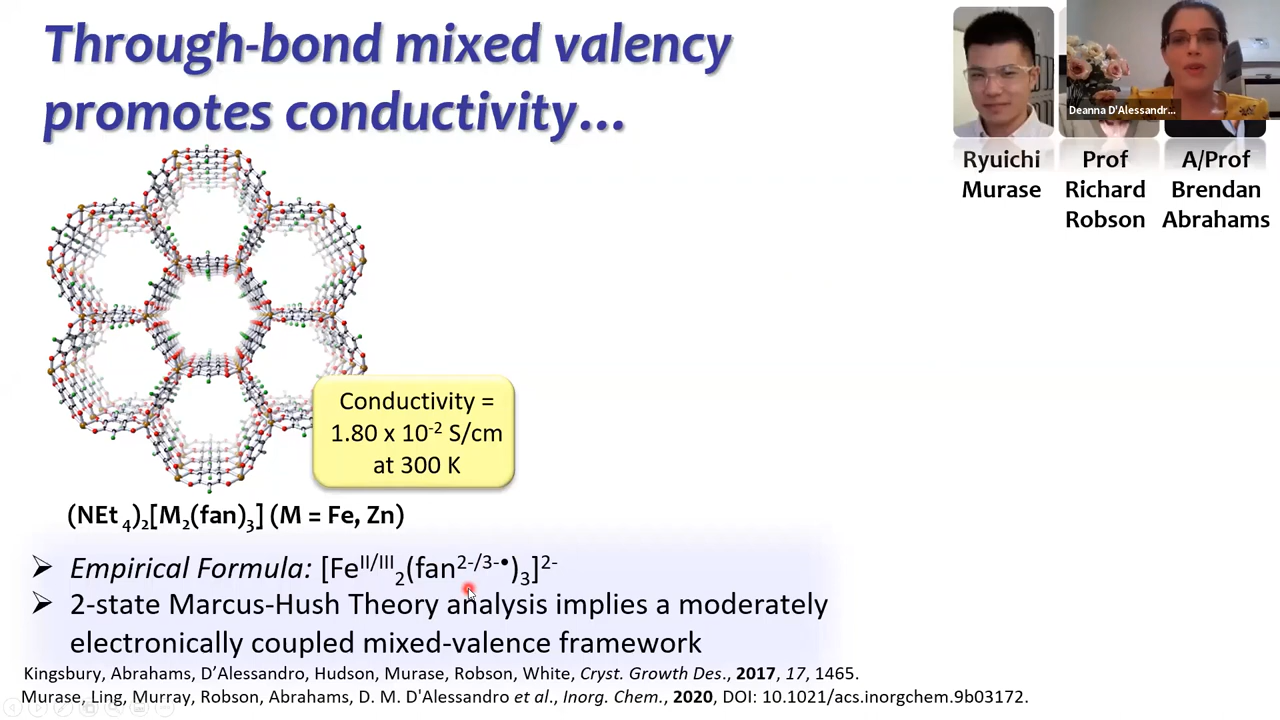 Through-bond mixed valency
promotes conductivity…
Deanna D'Alessandr...
Ryuichi
Murase
Prof
Richard
Robson
A/Prof
Brendan
Abrahams
Conductivity =
1.80 x 10⁻² S/cm
at 300 K
(NEt₄)₂[M₂(fan)₃] (M = Fe, Zn)
➢ Empirical Formula: [Feᴵᴵ/ᴵᴵᴵ₂(fan²⁻/³⁻•)₃]²⁻
➢ 2-state Marcus-Hush Theory analysis implies a moderately
electronically coupled mixed-valence framework
Kingsbury, Abrahams, D’Alessandro, Hudson, Murase, Robson, White, Cryst. Growth Des., 2017, 17, 1465.
Murase, Ling, Murray, Robson, Abrahams, D. M. D'Alessandro et al., Inorg. Chem., 2020, DOI: 10.1021/acs.inorgchem.9b03172.